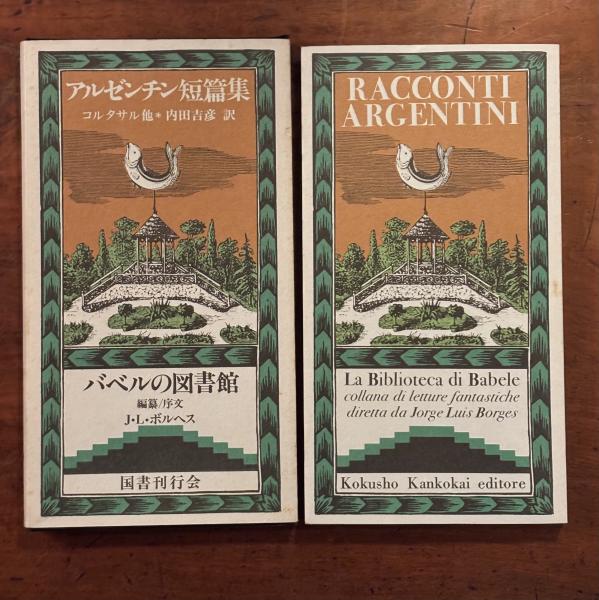 アルゼンチン短篇集
コルタサル他*内田吉彦 訳
バベルの図書館
編纂/序文
J・L・ボルヘス
国書刊行会
RACCONTI
ARGENTINI
La Biblioteca di Babele
collana di letture fantastiche
diretta da Jorge Luis Borges
Kokusho Kankokai editore